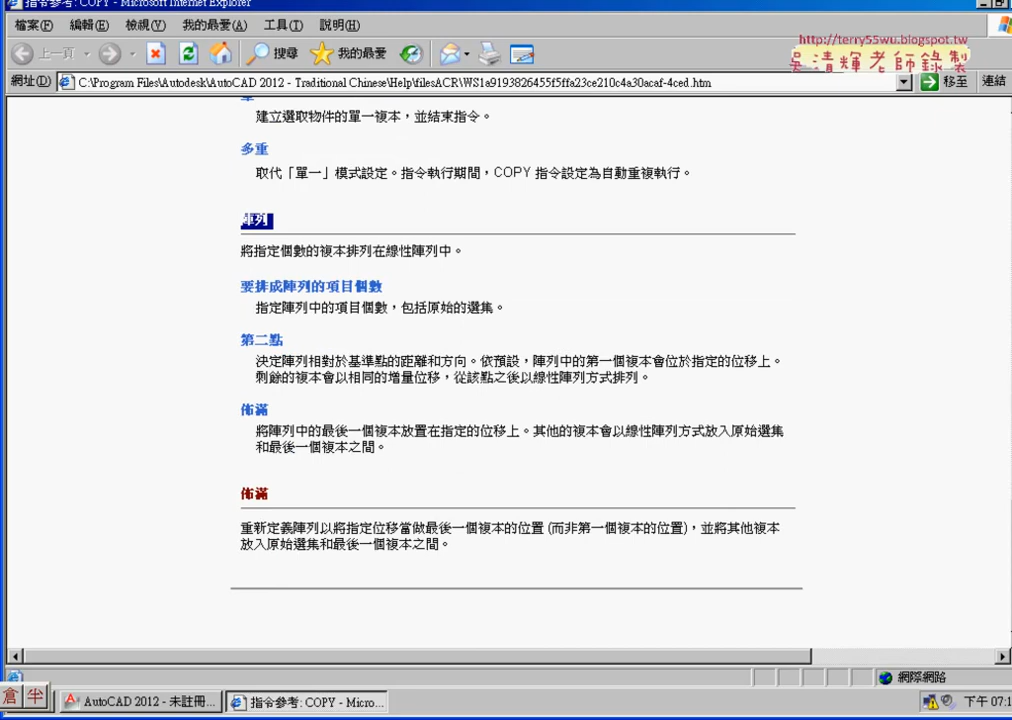 指令參考: COPY - Microsoft Internet Explorer
檔案(F) 編輯(E) 檢視(V) 我的最愛(A) 工具(T) 說明(H)
上一頁 搜尋 我的最愛
http://terry55wu.blogspot.tw
吳清輝老師錄製
網址(D) C:\Program Files\Autodesk\AutoCAD 2012 - Traditional Chinese\Help\filesACR\WS1a9193826455f5ffa23ce210c4a30acaf-4ced.htm 移至 連結
建立選取物件的單一複本，並結束指令。
多重
取代「單一」模式設定。指令執行期間，COPY 指令設定為自動重複執行。
陣列
將指定個數的複本排列在線性陣列中。
要排成陣列的項目個數
指定陣列中的項目個數，包括原始的選集。
第二點
決定陣列相對於基準點的距離和方向。依預設，陣列中的第一個複本會位於指定的位移上。
剩餘的複本會以相同的增量位移，從該點之後以線性陣列方式排列。
佈滿
將陣列中的最後一個複本放置在指定的位移上。其他的複本會以線性陣列方式放入原始選集
和最後一個複本之間。
佈滿
重新定義陣列以將指定位移當做最後一個複本的位置 (而非第一個複本的位置)，並將其他複本
放入原始選集和最後一個複本之間。
網際網路
倉 半 AutoCAD 2012 - 未註冊... 指令參考: COPY - Micro... 下午 07:1